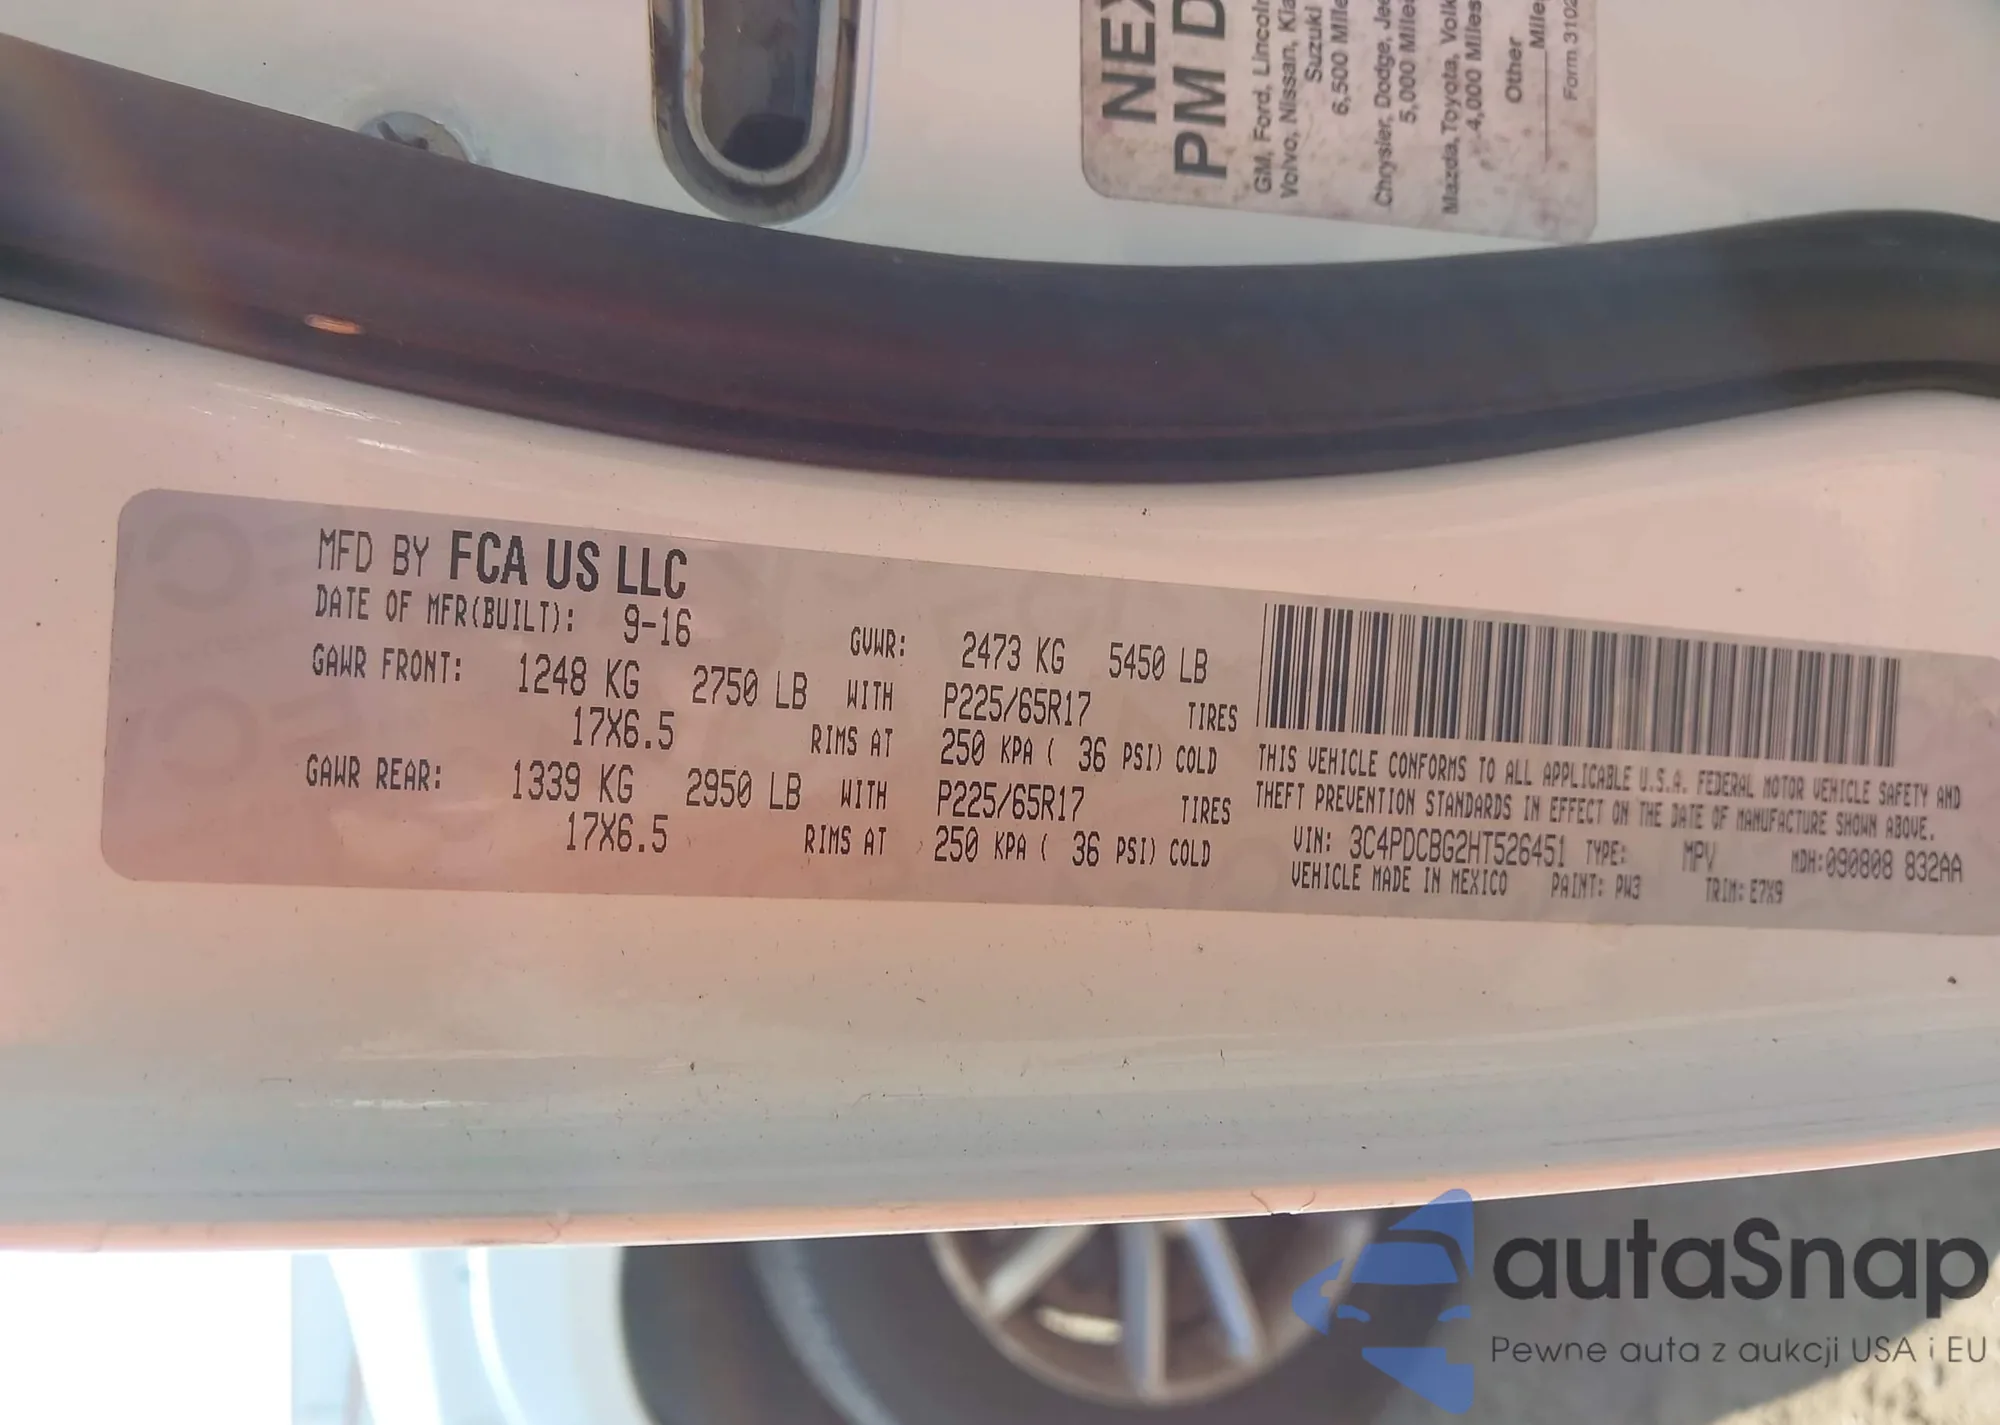 NEX
PM D
GM, Ford, Lincoln
Volvo, Nissan, Kia
Suzuki
6,500 Mile
Chrysler, Dodge, Jee
5,000 Miles
Mazda, Toyota, Volk
4,000 Miles
Other
Mile
Form 3102
MFD BY FCA US LLC
DATE OF MFR(BUILT): 9-16 GVWR: 2473 KG 5450 LB
GAWR FRONT: 1248 KG 2750 LB WITH P225/65R17 TIRES
17X6.5 RIMS AT 250 KPA ( 36 PSI) COLD
GAWR REAR: 1339 KG 2950 LB WITH P225/65R17 TIRES
17X6.5 RIMS AT 250 KPA ( 36 PSI) COLD
THIS VEHICLE CONFORMS TO ALL APPLICABLE U.S.A. FEDERAL MOTOR VEHICLE SAFETY AND
THEFT PREVENTION STANDARDS IN EFFECT ON THE DATE OF MANUFACTURE SHOWN ABOVE.
VIN: 3C4PDCBG2HT526451 TYPE: MPV MDH:090808 832AA
VEHICLE MADE IN MEXICO PAINT: PW3 TRIM: E7X9
autaSnap
Pewne auta z aukcji USA i EU